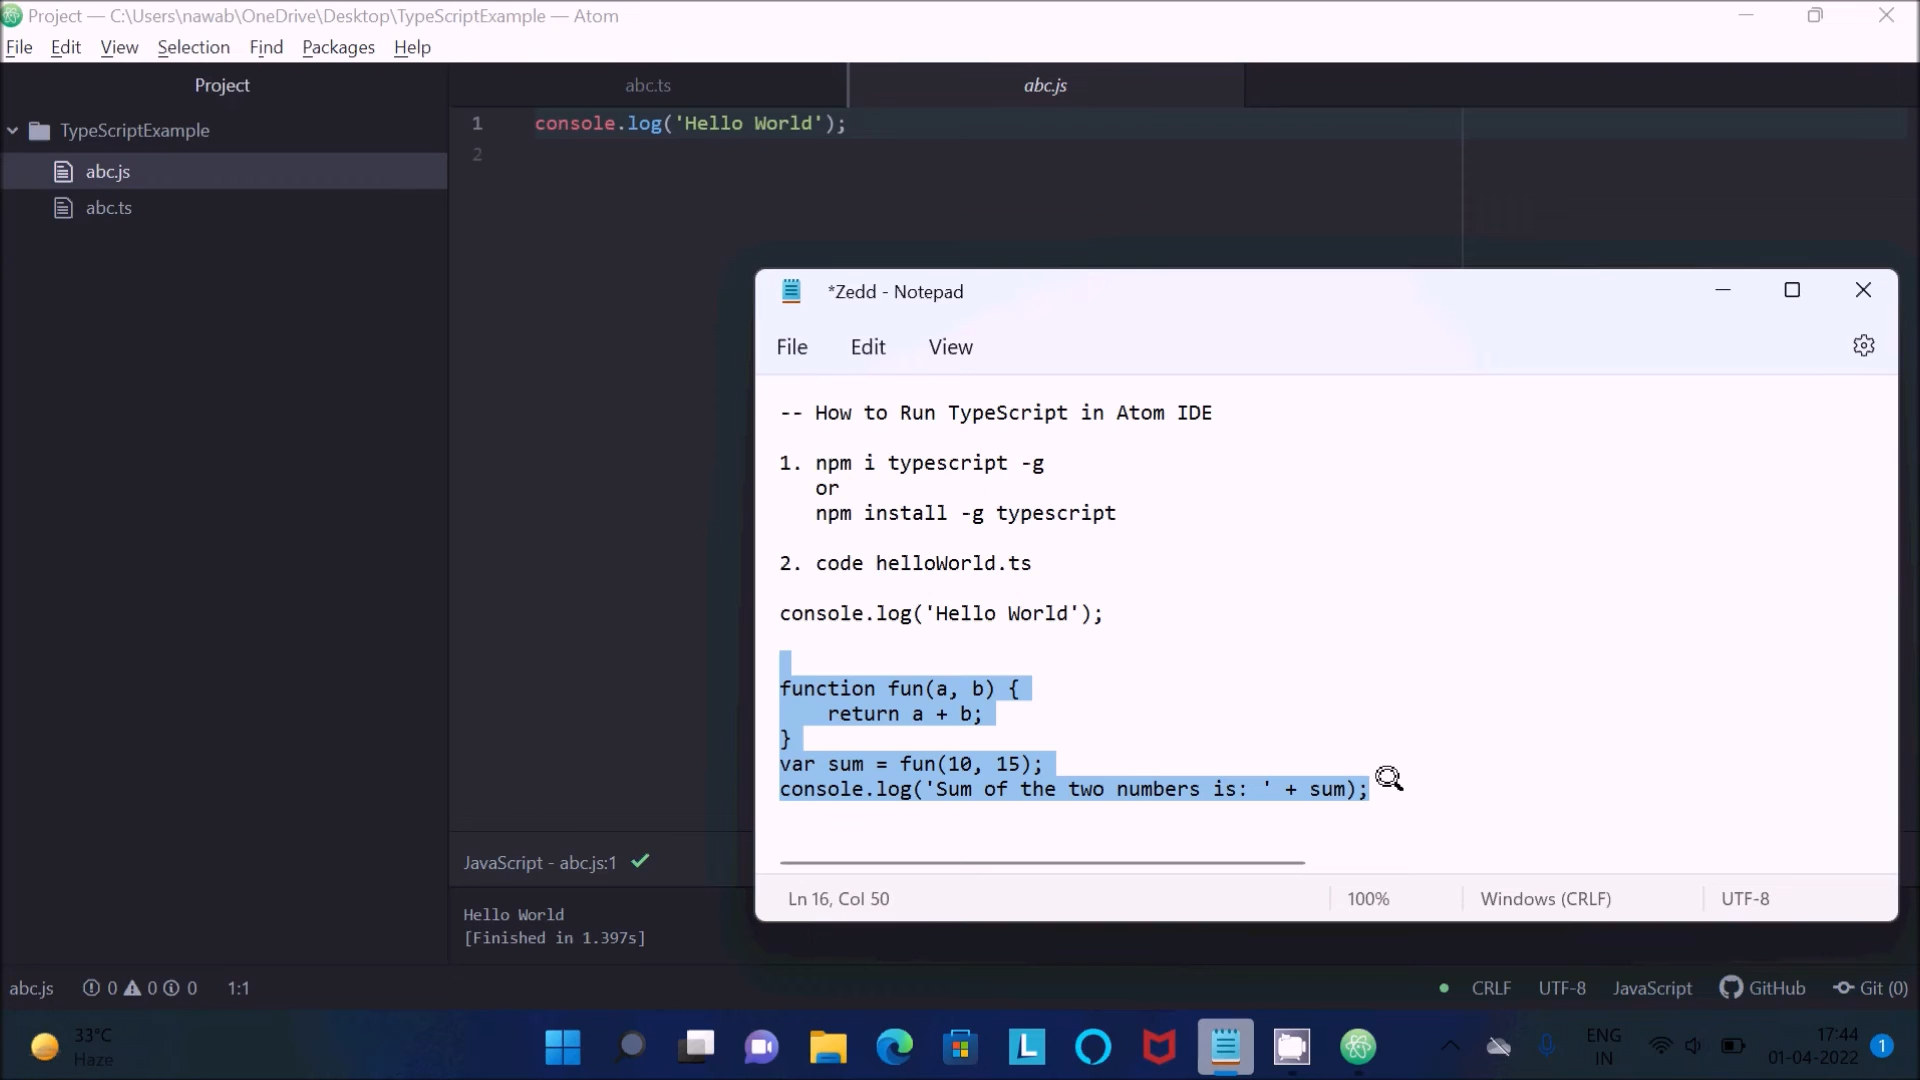 Project — C:\Users\nawab\OneDrive\Desktop\TypeScriptExample — Atom
File Edit View Selection Find Packages Help
Project
abc.ts
abc.js
TypeScriptExample
abc.js
abc.ts
1 console.log('Hello World');
2
*Zedd - Notepad
File Edit View
-- How to Run TypeScript in Atom IDE
1. npm i typescript -g
or
npm install -g typescript
2. code helloWorld.ts
console.log('Hello World');
function fun(a, b) {
return a + b;
}
var sum = fun(10, 15);
console.log('Sum of the two numbers is: ' + sum);
Ln 16, Col 50
100%
Windows (CRLF)
UTF-8
JavaScript - abc.js:1
Hello World
[Finished in 1.397s]
abc.js 0 0 0 1:1
CRLF UTF-8 JavaScript GitHub Git (0)
33°C
Haze
ENG
IN
17:44
01-04-2022
1